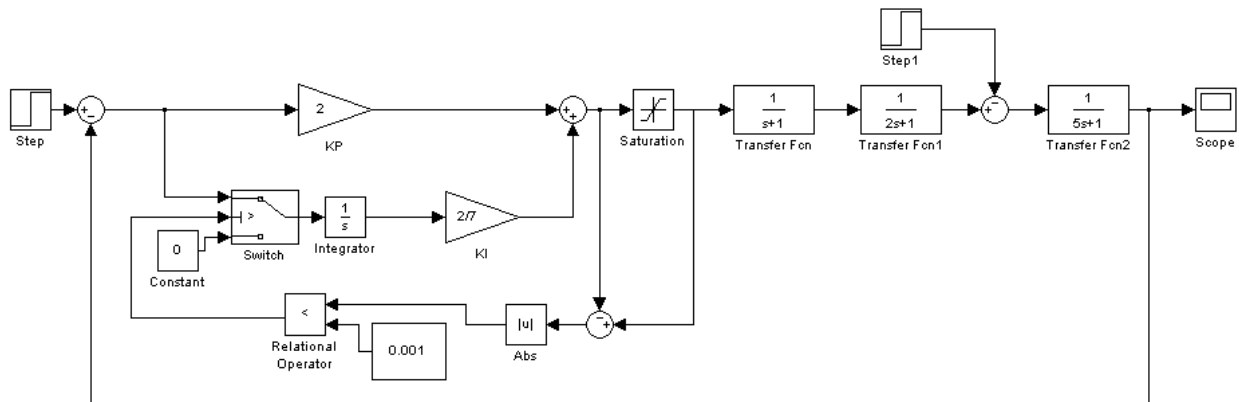 Step
+
−
2
KP
+
+
Saturation
1
s+1
Transfer Fcn
1
2s+1
Transfer Fcn1
Step1
+
−
1
5s+1
Transfer Fcn2
Scope
>
Switch
0
Constant
1
s
Integrator
2/7
KI
<
Relational
Operator
0.001
|u|
Abs
−
+